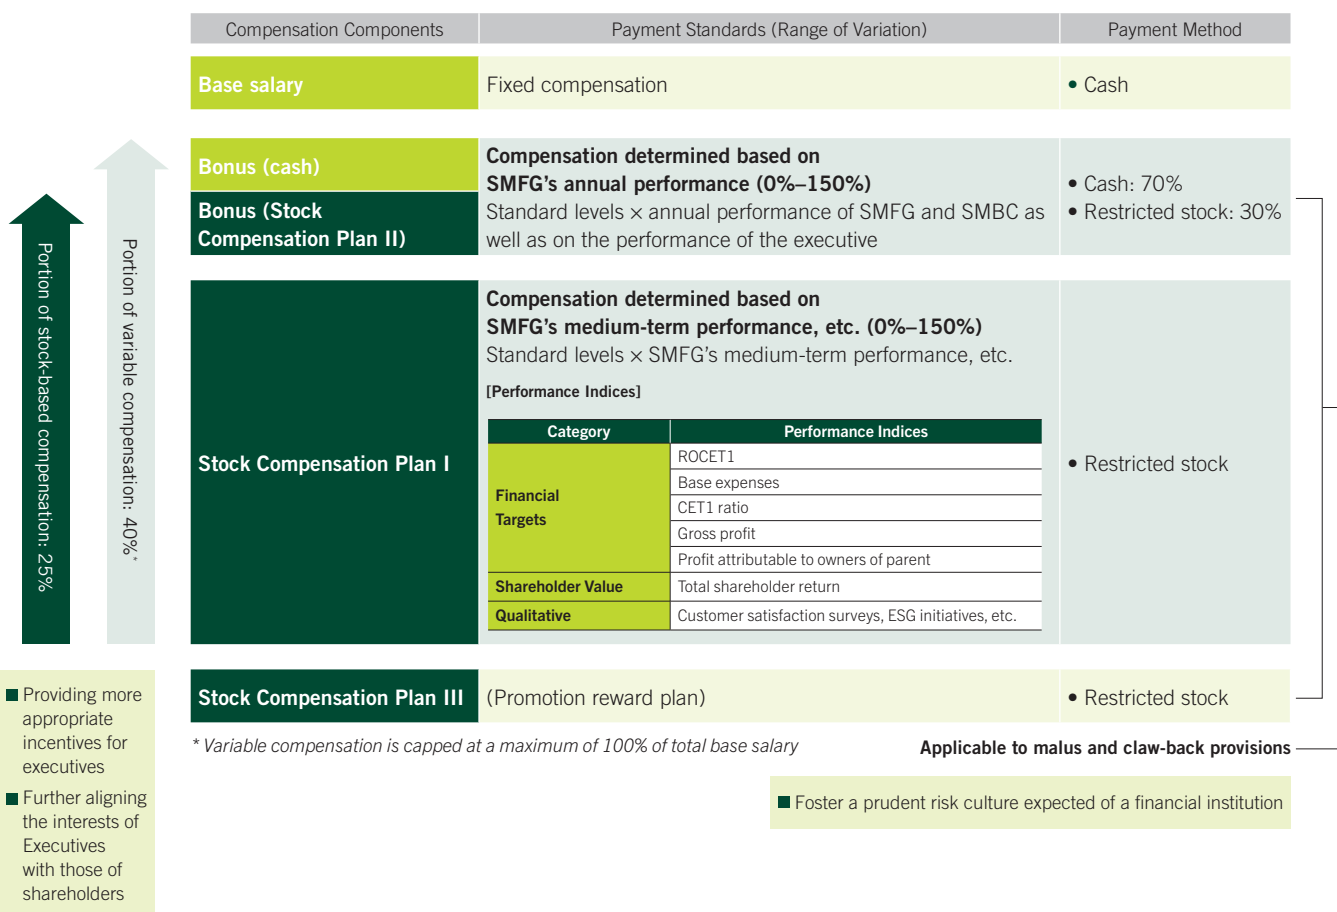 Compensation Components
Payment Standards (Range of Variation)
Payment Method
Base salary
Fixed compensation
• Cash
Bonus (cash)
Bonus (Stock
Compensation Plan II)
Compensation determined based on
SMFG’s annual performance (0%–150%)
Standard levels × annual performance of SMFG and SMBC as
well as on the performance of the executive
• Cash: 70%
• Restricted stock: 30%
Stock Compensation Plan I
Compensation determined based on
SMFG’s medium-term performance, etc. (0%–150%)
Standard levels × SMFG’s medium-term performance, etc.
[Performance Indices]
Category
Performance Indices
Financial
Targets
ROCET1
Base expenses
CET1 ratio
Gross profit
Profit attributable to owners of parent
Shareholder Value
Total shareholder return
Qualitative
Customer satisfaction surveys, ESG initiatives, etc.
• Restricted stock
Stock Compensation Plan III
(Promotion reward plan)
• Restricted stock
* Variable compensation is capped at a maximum of 100% of total base salary
Applicable to malus and claw-back provisions
■ Foster a prudent risk culture expected of a financial institution
Portion of stock-based compensation: 25%
Portion of variable compensation: 40%*
■ Providing more
appropriate
incentives for
executives
■ Further aligning
the interests of
Executives
with those of
shareholders